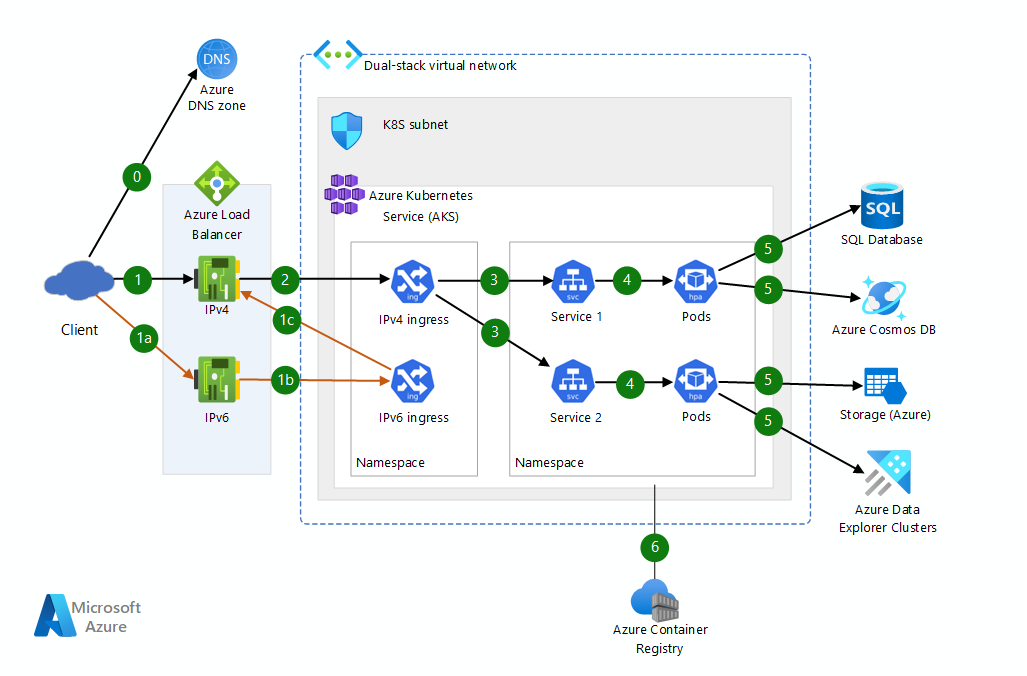 DNS
Azure
DNS zone
Dual-stack virtual network
K8S subnet
0
Azure Load
Balancer
Azure Kubernetes
Service (AKS)
SQL
SQL Database
Client
1
IPv4
2
ing
IPv4 ingress
3
svc
Service 1
4
hpa
Pods
5
5
Azure Cosmos DB
1a
1c
3
IPv6
1b
ing
IPv6 ingress
svc
Service 2
4
hpa
Pods
5
5
Storage (Azure)
Namespace
Namespace
Azure Data
Explorer Clusters
6
Azure Container
Registry
Microsoft
Azure